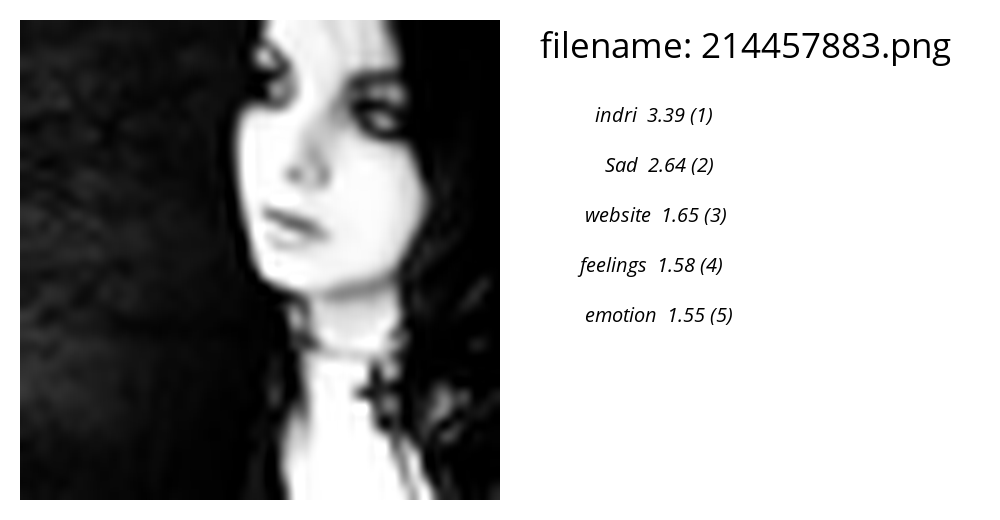 filename: 214457883.png
indri 3.39 (1)
Sad 2.64 (2)
website 1.65 (3)
feelings 1.58 (4)
emotion 1.55 (5)